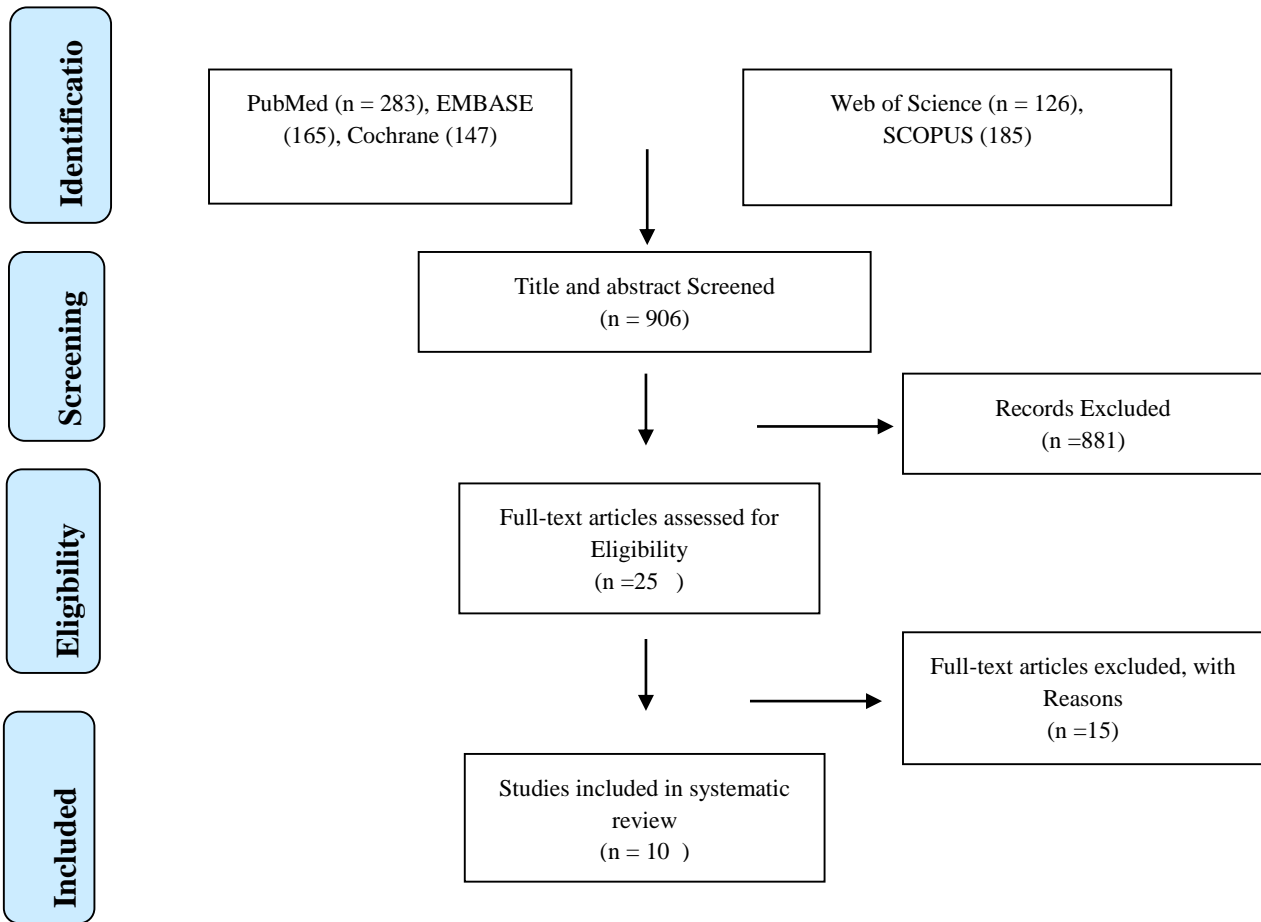 Identificatio
PubMed (n = 283), EMBASE
(165), Cochrane (147)
Web of Science (n = 126),
SCOPUS (185)
Screening
Title and abstract Screened
(n = 906)
Records Excluded
(n =881)
Eligibility
Full-text articles assessed for
Eligibility
(n =25   )
Full-text articles excluded, with
Reasons
(n =15)
Included
Studies included in systematic
review
(n = 10   )